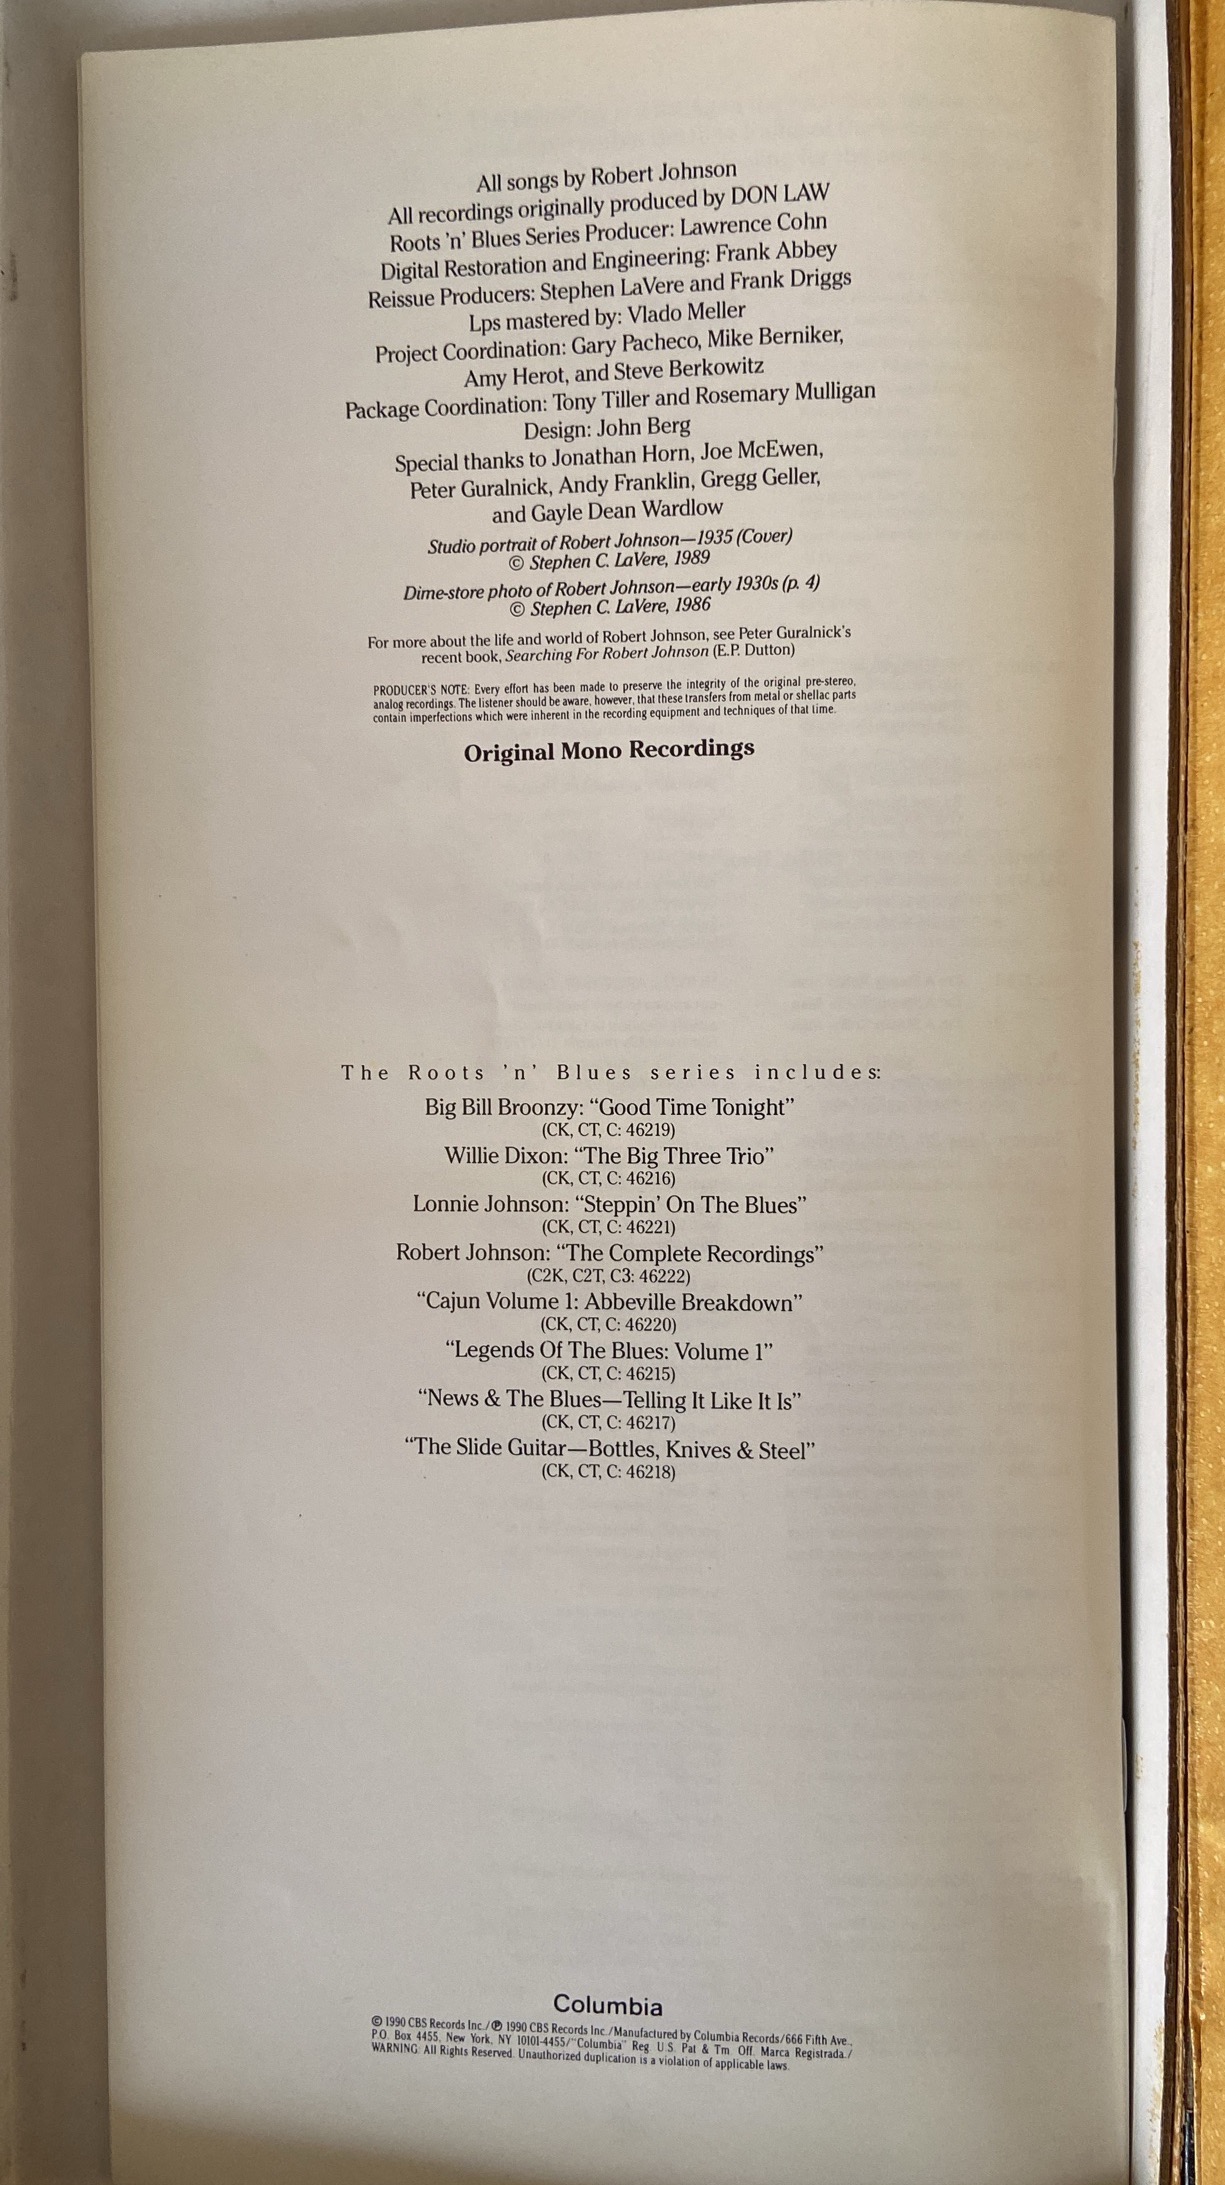 All songs by Robert Johnson
All recordings originally produced by DON LAW
Roots 'n' Blues Series Producer: Lawrence Cohn
Digital Restoration and Engineering: Frank Abbey
Reissue Producers: Stephen LaVere and Frank Driggs
Lps mastered by: Vlado Meller
Project Coordination: Gary Pacheco, Mike Berniker,
Amy Herot, and Steve Berkowitz
Package Coordination: Tony Tiller and Rosemary Mulligan
Design: John Berg
Special thanks to Jonathan Horn, Joe McEwen,
Peter Guralnick, Andy Franklin, Gregg Geller,
and Gayle Dean Wardlow
Studio portrait of Robert Johnson—1935 (Cover)
© Stephen C. LaVere, 1989
Dime-store photo of Robert Johnson—early 1930s (p. 4)
© Stephen C. LaVere, 1986
For more about the life and world of Robert Johnson, see Peter Guralnick's
recent book, Searching For Robert Johnson (E.P. Dutton)
PRODUCER'S NOTE: Every effort has been made to preserve the integrity of the original pre-stereo,
analog recordings. The listener should be aware, however, that these transfers from metal or shellac parts
contain imperfections which were inherent in the recording equipment and techniques of that time.
Original Mono Recordings
The Roots 'n' Blues series includes:
Big Bill Broonzy: “Good Time Tonight”
(CK, CT, C: 46219)
Willie Dixon: “The Big Three Trio”
(CK, CT, C: 46216)
Lonnie Johnson: “Steppin' On The Blues”
(CK, CT, C: 46221)
Robert Johnson: “The Complete Recordings”
(C2K, C2T, C3: 46222)
“Cajun Volume 1: Abbeville Breakdown”
(CK, CT, C: 46220)
“Legends Of The Blues: Volume 1”
(CK, CT, C: 46215)
“News & The Blues—Telling It Like It Is”
(CK, CT, C: 46217)
“The Slide Guitar—Bottles, Knives & Steel”
(CK, CT, C: 46218)
Columbia
© 1990 CBS Records Inc./℗ 1990 CBS Records Inc./Manufactured by Columbia Records/666 Fifth Ave.,
P.O. Box 4455, New York, NY 10101-4455/“Columbia” Reg. U.S. Pat. & Tm. Off. Marca Registrada./
WARNING: All Rights Reserved. Unauthorized duplication is a violation of applicable laws.